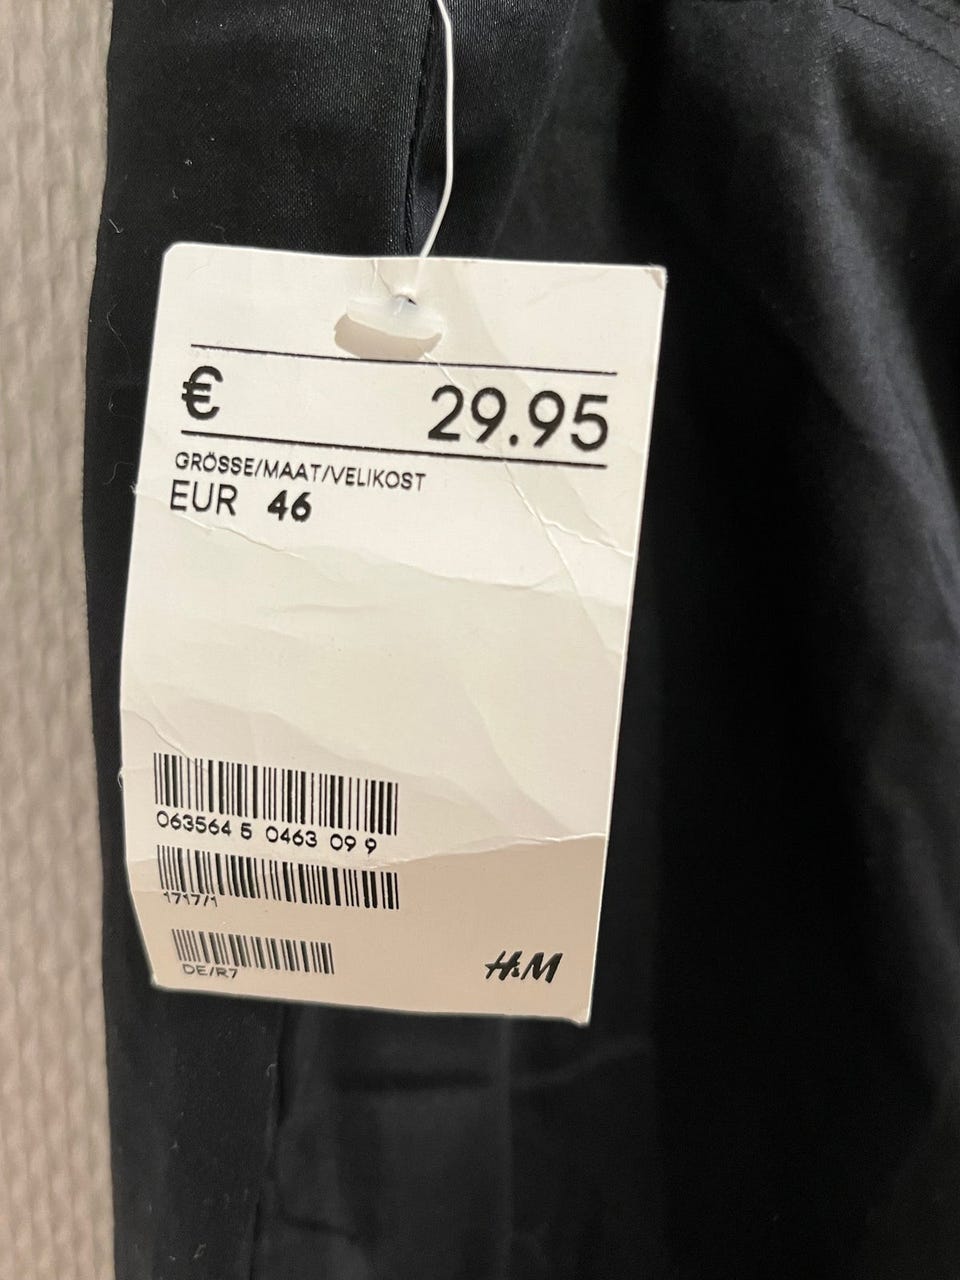 € 29.95
GRÖSSE/MAAT/VELIKOST
EUR 46
063564 5 0463 09 9
1717/1
DE/R7
H&M